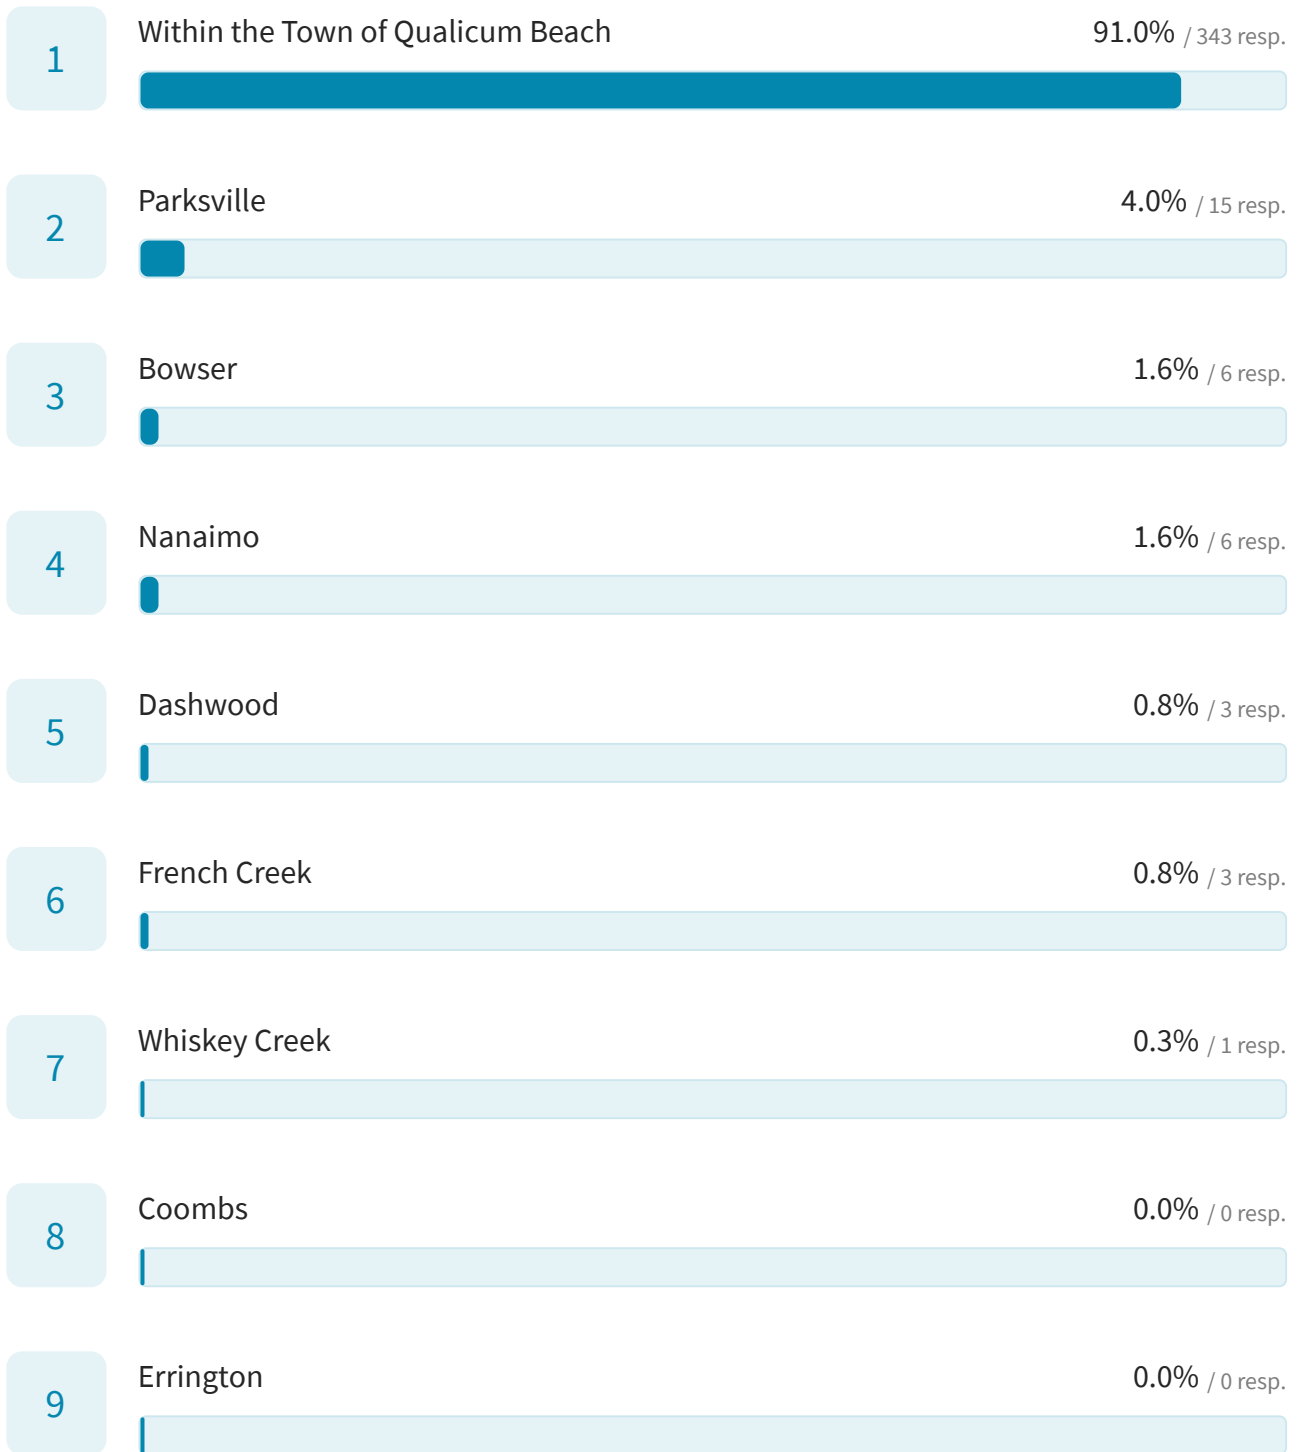 1
Within the Town of Qualicum Beach 91.0% / 343 resp.
2
Parksville 4.0% / 15 resp.
3
Bowser 1.6% / 6 resp.
4
Nanaimo 1.6% / 6 resp.
5
Dashwood 0.8% / 3 resp.
6
French Creek 0.8% / 3 resp.
7
Whiskey Creek 0.3% / 1 resp.
8
Coombs 0.0% / 0 resp.
9
Errington 0.0% / 0 resp.